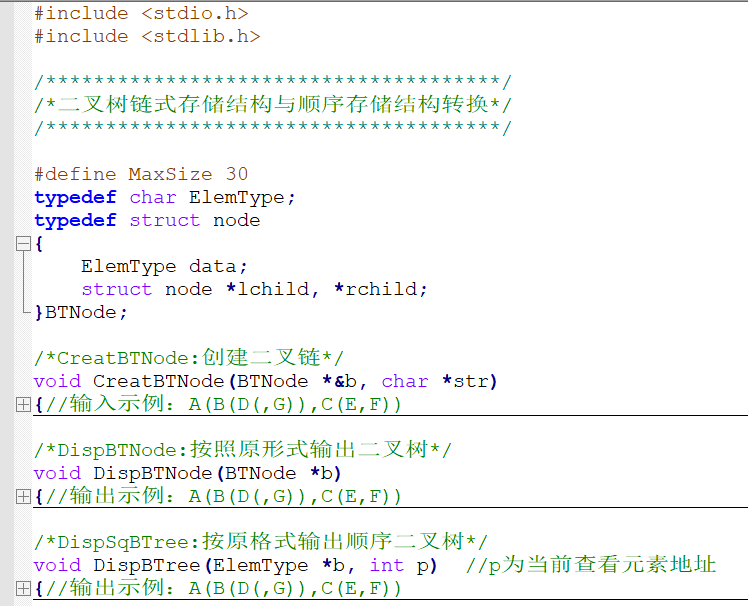 #include <stdio.h>
#include <stdlib.h>
/**************************************/
/*二叉树链式存储结构与顺序存储结构转换*/
/**************************************/
#define MaxSize 30
typedef char ElemType;
typedef struct node
{
ElemType data;
struct node *lchild, *rchild;
}BTNode;
/*CreatBTNode:创建二叉链*/
void CreatBTNode(BTNode *&b, char *str)
{//输入示例：A(B(D(,G)),C(E,F))
/*DispBTNode:按照原形式输出二叉树*/
void DispBTNode(BTNode *b)
{//输出示例：A(B(D(,G)),C(E,F))
/*DispSqBTree:按原格式输出顺序二叉树*/
void DispBTree(ElemType *b, int p)  //p为当前查看元素地址
{//输出示例：A(B(D(,G)),C(E,F))